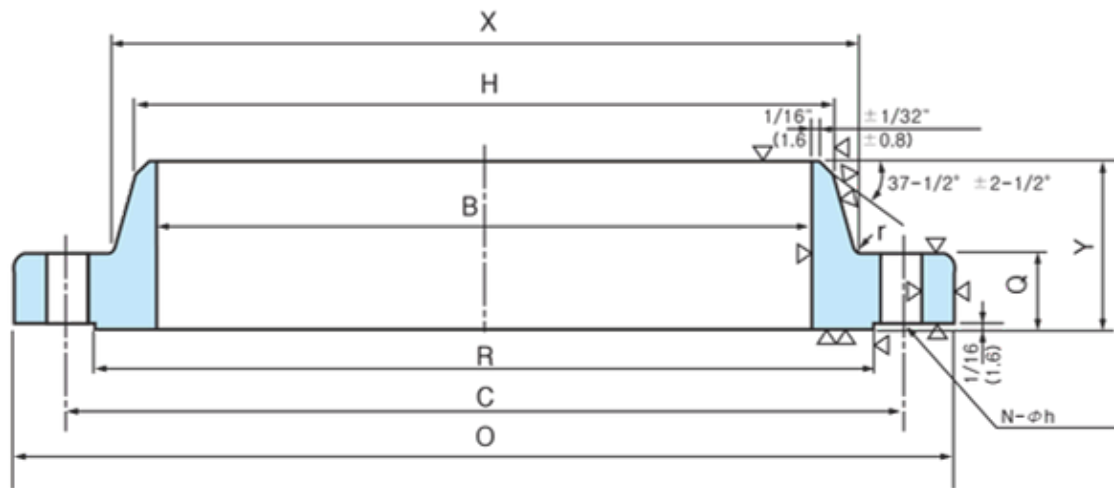 X
H
1/16" ±1/32"
(1.6 ±0.8)
37-1/2° ±2-1/2°
B
r
Y
Q
R
1/16
(1.6)
C
N-Φh
O